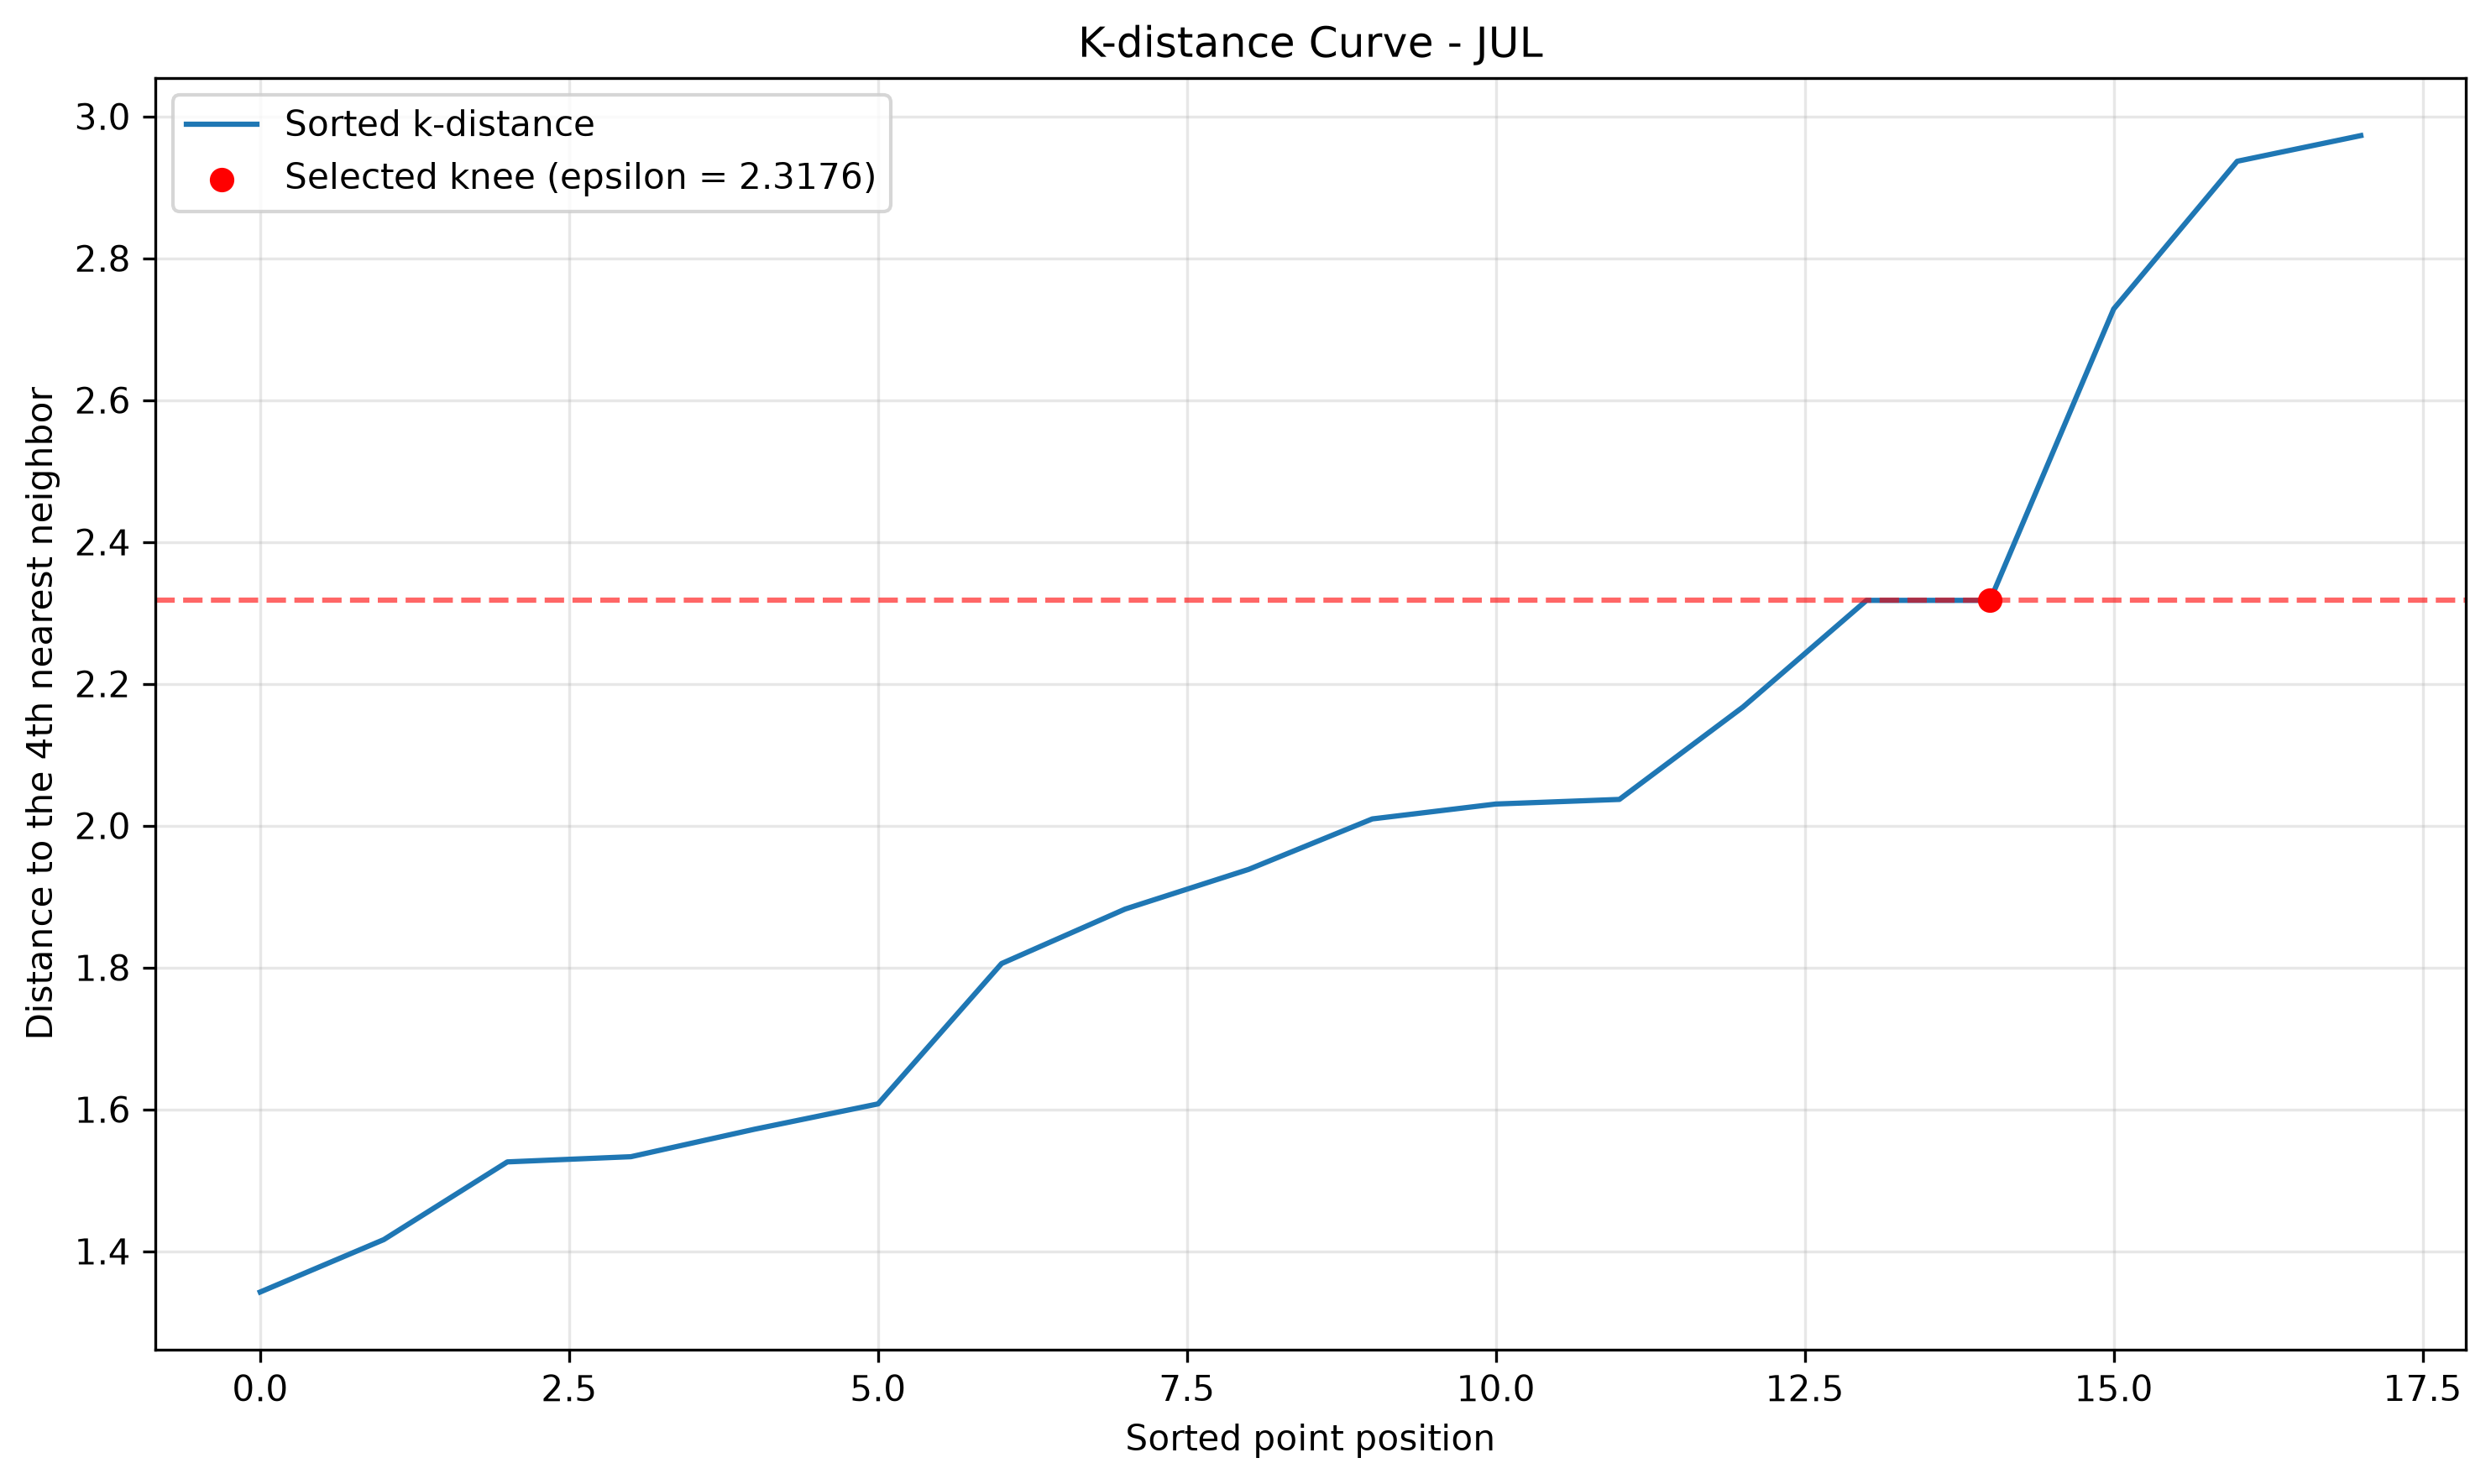 K-distance Curve - JUL
Sorted k-distance
Selected knee (epsilon = 2.3176)
Distance to the 4th nearest neighbor
3.0
2.8
2.6
2.4
2.2
2.0
1.8
1.6
1.4
0.0 2.5 5.0 7.5 10.0 12.5 15.0 17.5
Sorted point position